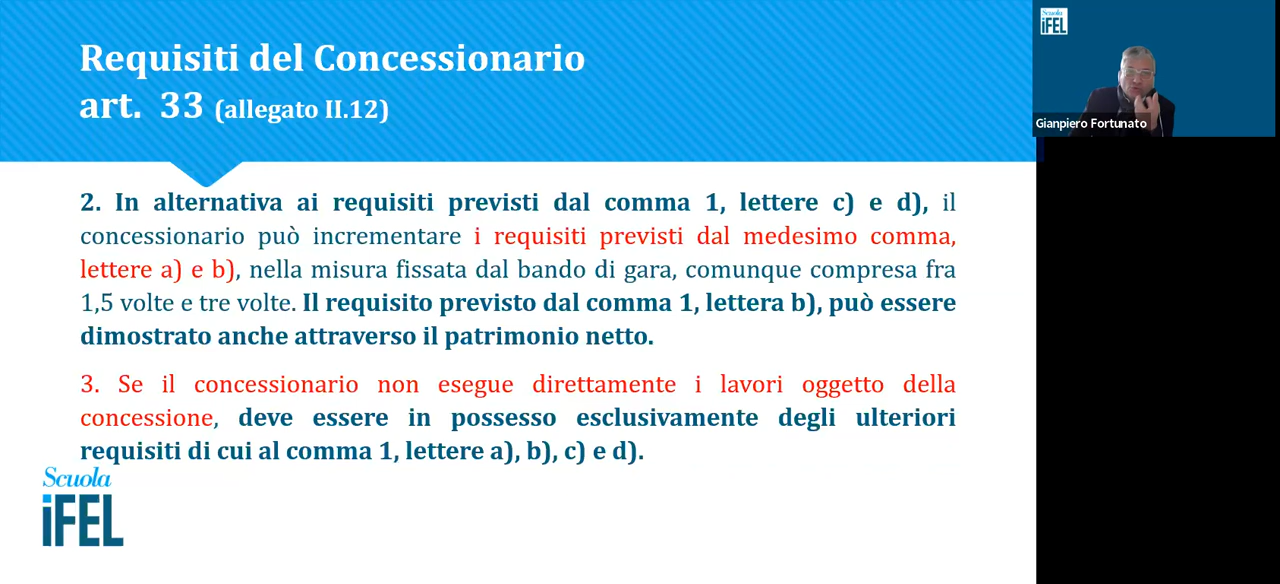 Requisiti del Concessionario
art. 33 (allegato II.12)
Scuola
iFEL
Gianpiero Fortunato
2. In alternativa ai requisiti previsti dal comma 1, lettere c) e d), il
concessionario può incrementare i requisiti previsti dal medesimo comma,
lettere a) e b), nella misura fissata dal bando di gara, comunque compresa fra
1,5 volte e tre volte. Il requisito previsto dal comma 1, lettera b), può essere
dimostrato anche attraverso il patrimonio netto.
3. Se il concessionario non esegue direttamente i lavori oggetto della
concessione, deve essere in possesso esclusivamente degli ulteriori
requisiti di cui al comma 1, lettere a), b), c) e d).
Scuola
iFEL